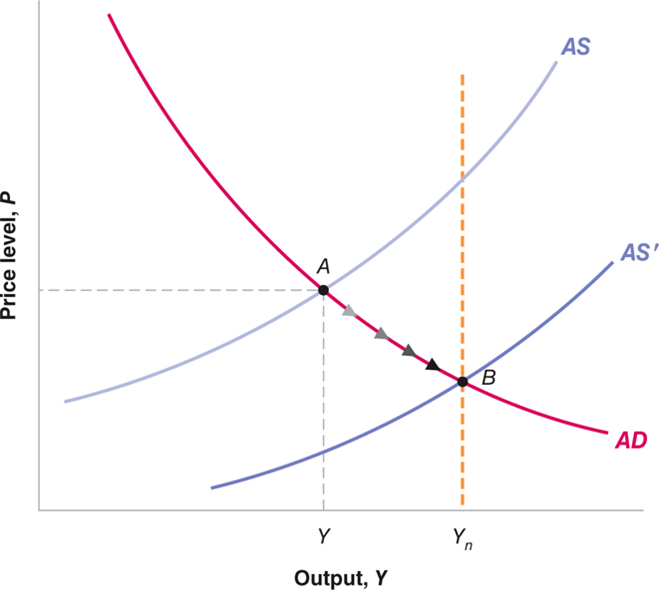 AS
AS′
Price level, P
A
B
AD
Y
Yn
Output, Y